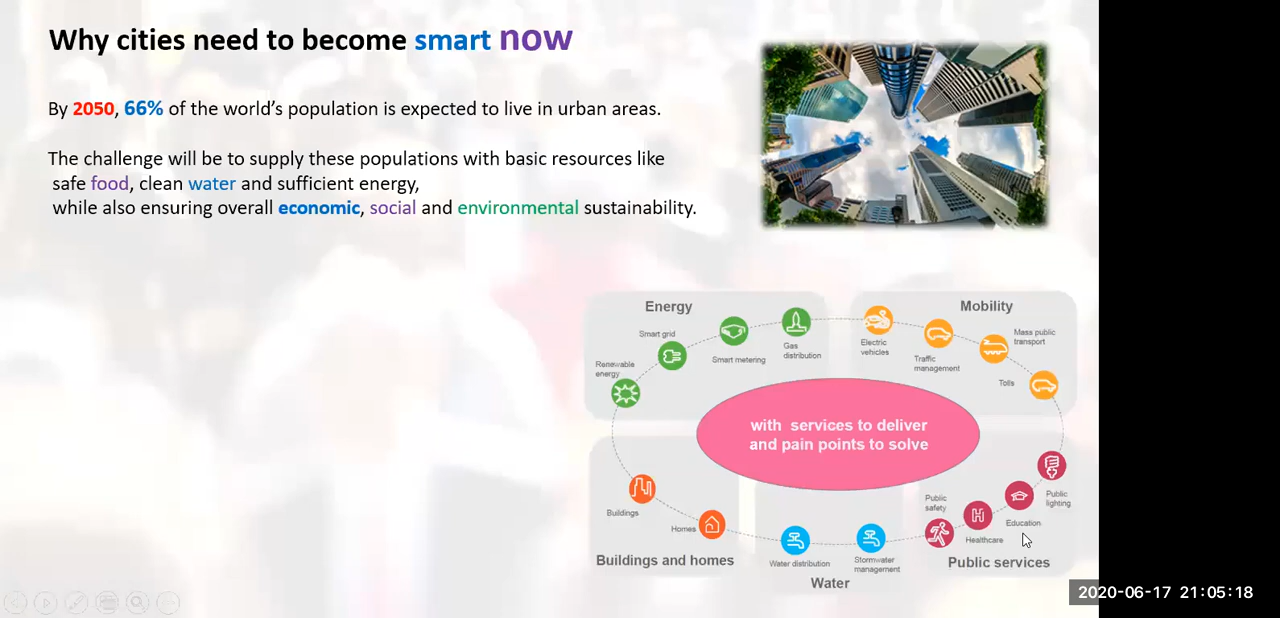 Why cities need to become smart now
By 2050, 66% of the world's population is expected to live in urban areas.
The challenge will be to supply these populations with basic resources like
safe food, clean water and sufficient energy,
while also ensuring overall economic, social and environmental sustainability.
Energy
Smart grid
Renewable
energy
Smart metering
Gas
distribution
Mobility
Electric
vehicles
Traffic
management
Mass public
transport
Tolls
with services to deliver
and pain points to solve
Buildings
Homes
Buildings and homes
Water distribution
Stormwater
management
Water
Public
safety
Healthcare
Education
Public
lighting
Public services
2020-06-17 21:05:18